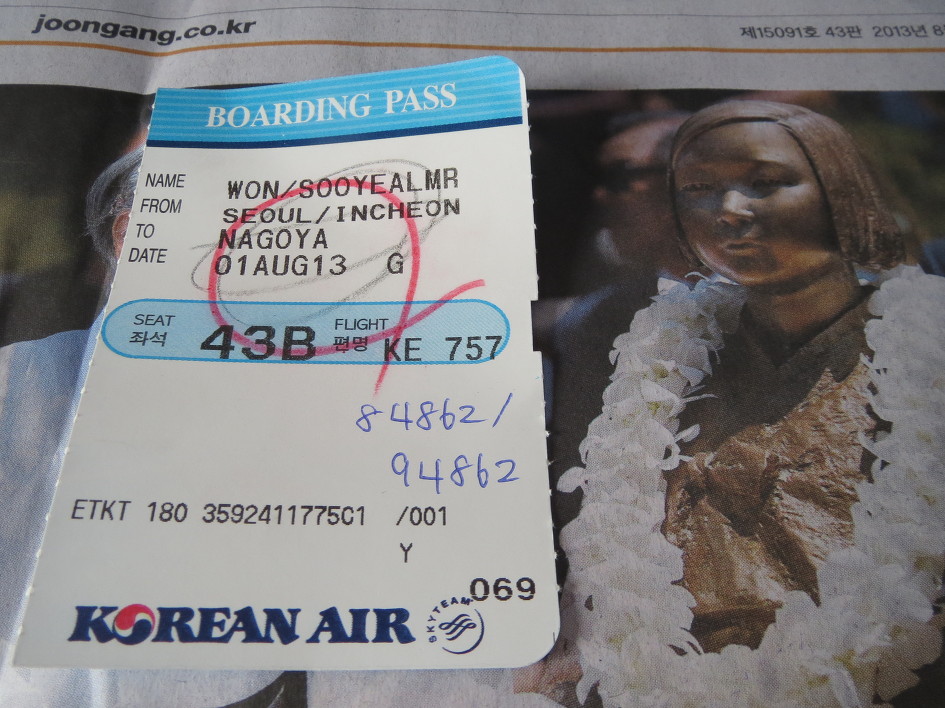 joongang.co.kr
제15091호 43판 2013년 8
BOARDING PASS
NAME WON/SOOYEALMR
FROM SEOUL/INCHEON
TO NAGOYA
DATE 01AUG13 G
SEAT 좌석 43B FLIGHT 편명 KE 757
84862/
94862
ETKT 180 3592411775C1 /001
Y
069
KOREAN AIR SKYTEAM